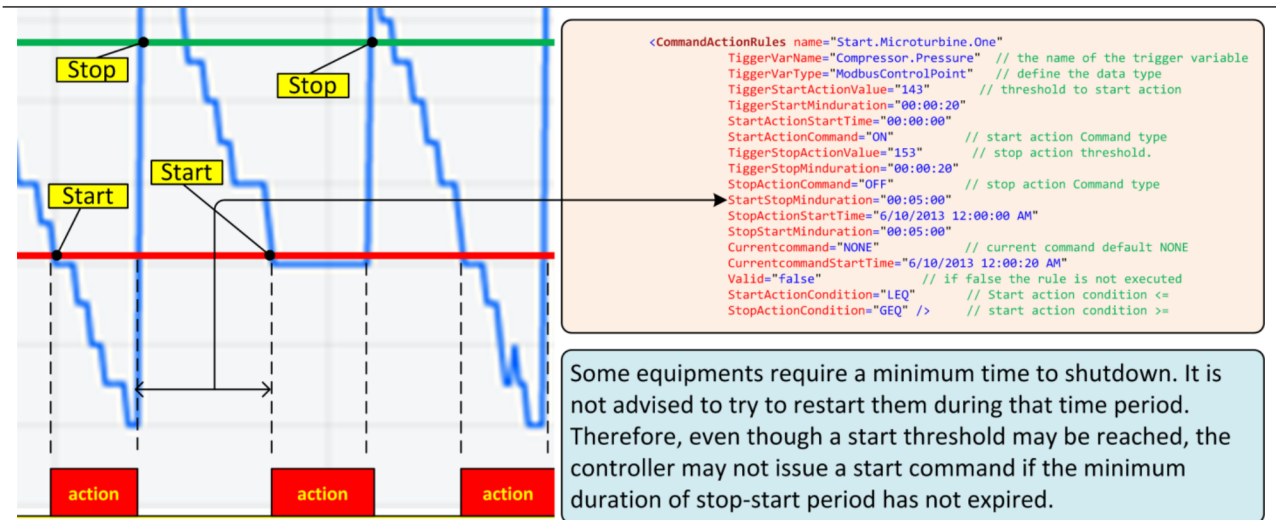 Stop
Stop
Start
Start
action
action
action
<CommandActionRules name="Start.Microturbine.One"
TiggerVarName="Compressor.Pressure" // the name of the trigger variable
TiggerVarType="ModbusControlPoint" // define the data type
TiggerStartActionValue="143" // threshold to start action
TiggerStartMinduration="00:00:20"
StartActionStartTime="00:00:00"
StartActionCommand="ON" // start action Command type
TiggerStopActionValue="153" // stop action threshold.
TiggerStopMinduration="00:00:20"
StopActionCommand="OFF" // stop action Command type
StartStopMinduration="00:05:00"
StopActionStartTime="6/10/2013 12:00:00 AM"
StopStartMinduration="00:05:00"
Currentcommand="NONE" // current command default NONE
CurrentcommandStartTime="6/10/2013 12:00:20 AM"
Valid="false" // if false the rule is not executed
StartActionCondition="LEQ" // Start action condition <=
StopActionCondition="GEQ" /> // start action condition >=
Some equipments require a minimum time to shutdown. It is
not advised to try to restart them during that time period.
Therefore, even though a start threshold may be reached, the
controller may not issue a start command if the minimum
duration of stop-start period has not expired.